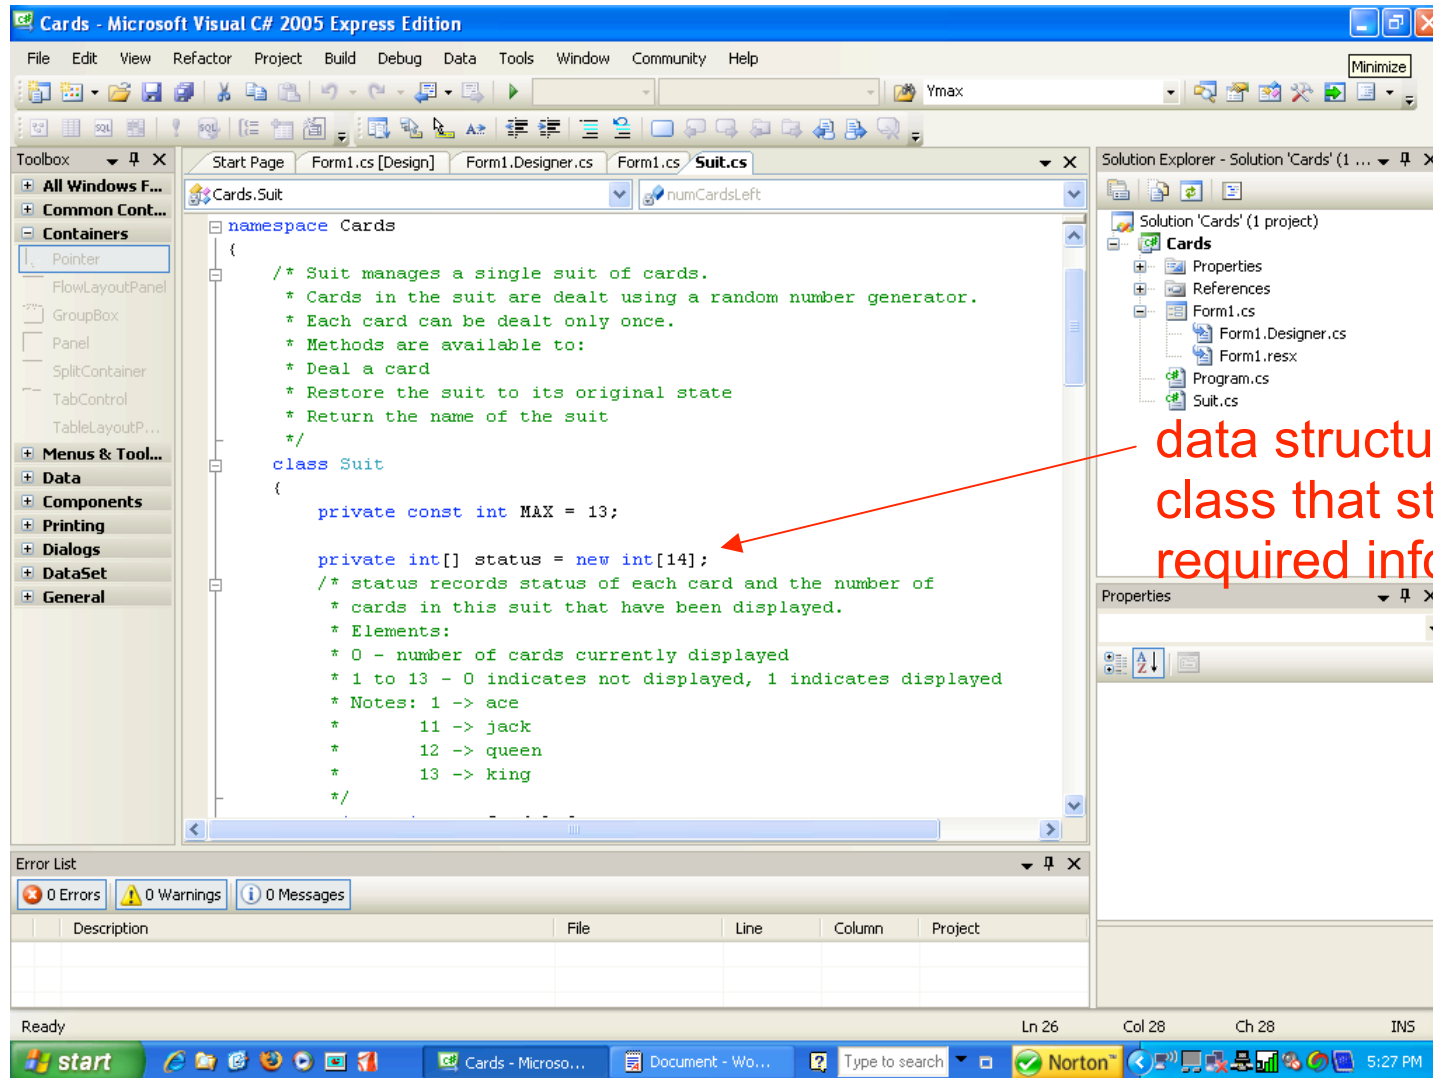 Cards - Microsoft Visual C# 2005 Express Edition
File Edit View Refactor Project Build Debug Data Tools Window Community Help
Minimize
Ymax
Toolbox
All Windows F...
Common Cont...
Containers
Pointer
FlowLayoutPanel
GroupBox
Panel
SplitContainer
TabControl
TableLayoutP...
Menus & Tool...
Data
Components
Printing
Dialogs
DataSet
General
Start Page Form1.cs [Design] Form1.Designer.cs Form1.cs Suit.cs
Cards.Suit numCardsLeft
namespace Cards
{
/* Suit manages a single suit of cards.
* Cards in the suit are dealt using a random number generator.
* Each card can be dealt only once.
* Methods are available to:
* Deal a card
* Restore the suit to its original state
* Return the name of the suit
*/
class Suit
{
private const int MAX = 13;
private int[] status = new int[14];
/* status records status of each card and the number of
* cards in this suit that have been displayed.
* Elements:
* 0 - number of cards currently displayed
* 1 to 13 - 0 indicates not displayed, 1 indicates displayed
* Notes: 1 -> ace
* 11 -> jack
* 12 -> queen
* 13 -> king
*/
Solution Explorer - Solution 'Cards' (1 ...
Solution 'Cards' (1 project)
Cards
Properties
References
Form1.cs
Form1.Designer.cs
Form1.resx
Program.cs
Suit.cs
data structu
class that st
required info
Properties
Error List
0 Errors 0 Warnings 0 Messages
Description File Line Column Project
Ready Ln 26 Col 28 Ch 28 INS
start Cards - Microso... Document - Wo... Type to search Norton™ 5:27 PM